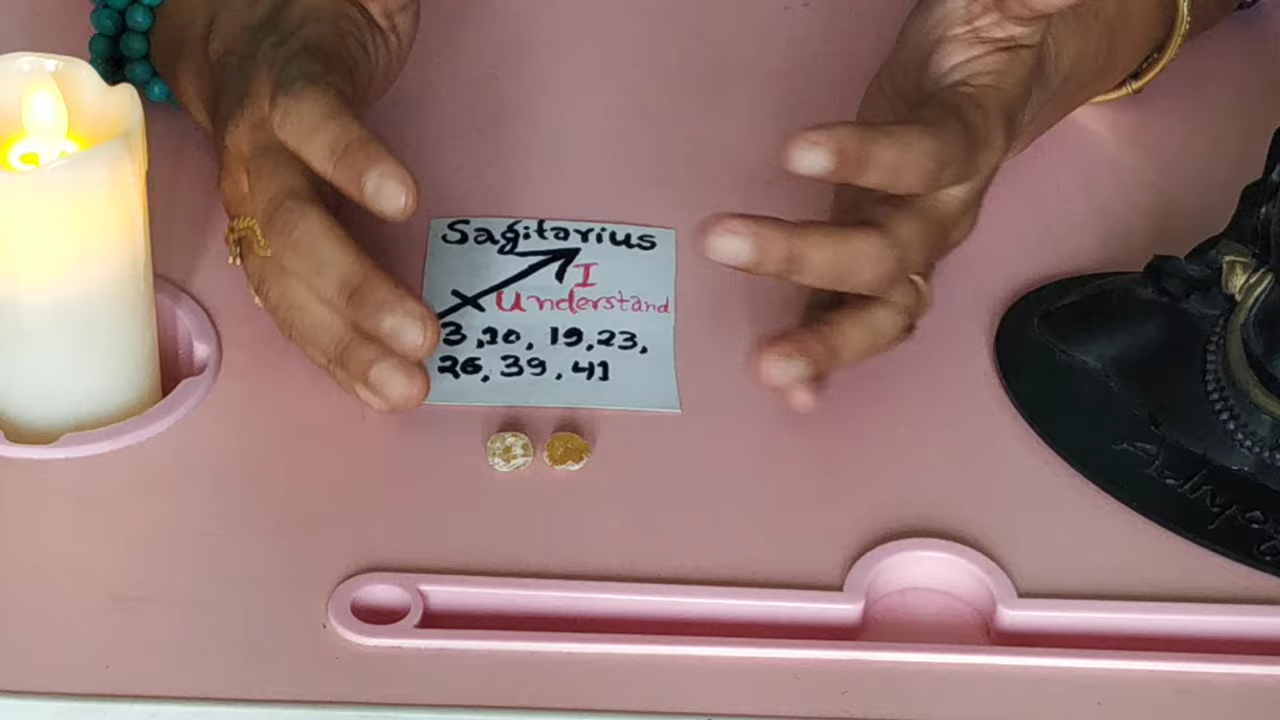 Sagitarius
I
Understand
3,10, 19,23,
26, 39, 41